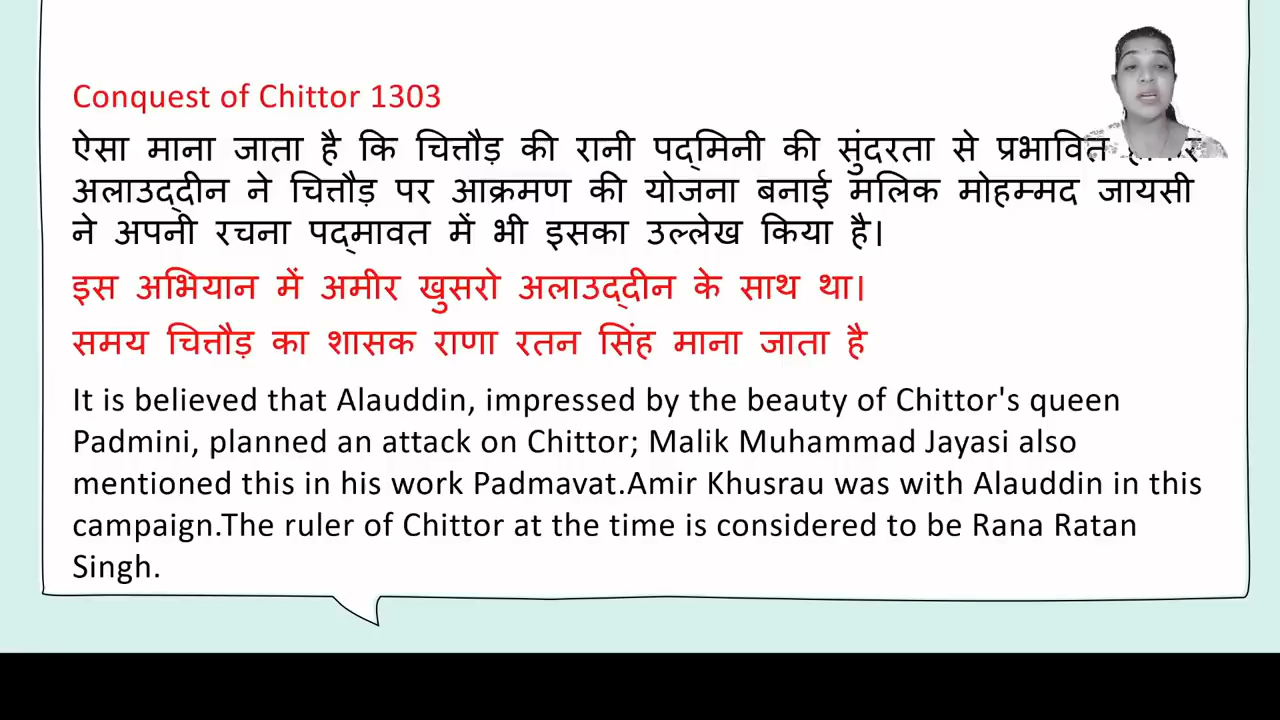 Conquest of Chittor 1303
ऐसा माना जाता है कि चित्तौड़ की रानी पद्मिनी की सुंदरता से प्रभावित
अलाउद्दीन ने चित्तौड़ पर आक्रमण की योजना बनाई मलिक मोहम्मद जायसी
ने अपनी रचना पद्मावत में भी इसका उल्लेख किया है।
इस अभियान में अमीर खुसरो अलाउद्दीन के साथ था।
समय चित्तौड़ का शासक राणा रतन सिंह माना जाता है
It is believed that Alauddin, impressed by the beauty of Chittor's queen
Padmini, planned an attack on Chittor; Malik Muhammad Jayasi also
mentioned this in his work Padmavat.Amir Khusrau was with Alauddin in this
campaign.The ruler of Chittor at the time is considered to be Rana Ratan
Singh.